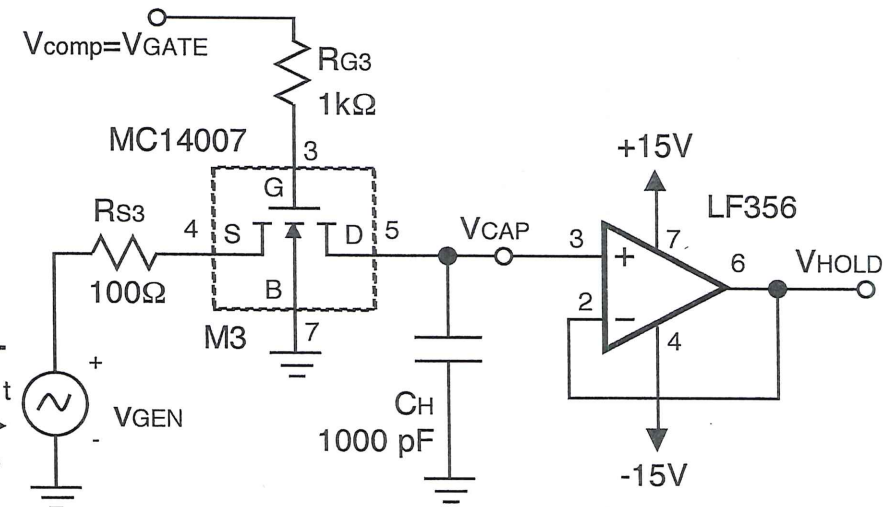 Vcomp=VGATE
RG3
1kΩ
MC14007
3
G
RS3
4
S
D
5
VCAP
100Ω
B
M3
7
+
t
VGEN
-
CH
1000 pF
+15V
LF356
3
+
7
6
VHOLD
2
−
4
-15V